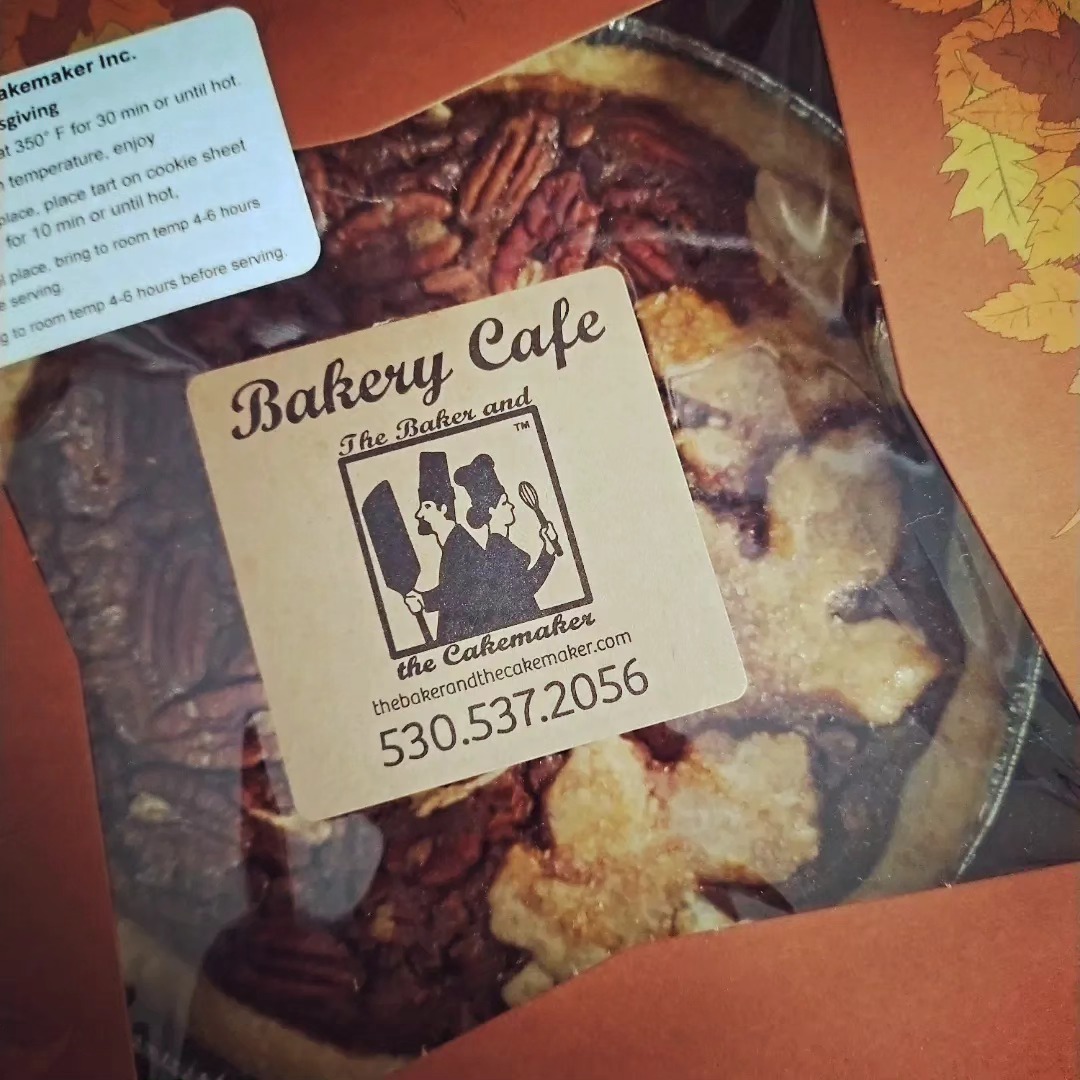 akemaker Inc.
sgiving
at 350° F for 30 min or until hot.
temperature, enjoy
place, place tart on cookie sheet
for 10 min or until hot,
place, bring to room temp 4-6 hours
serving.
to room temp 4-6 hours before serving.
Bakery Cafe
The Baker and
TM
the Cakemaker
thebakerandthecakemaker.com
530.537.2056